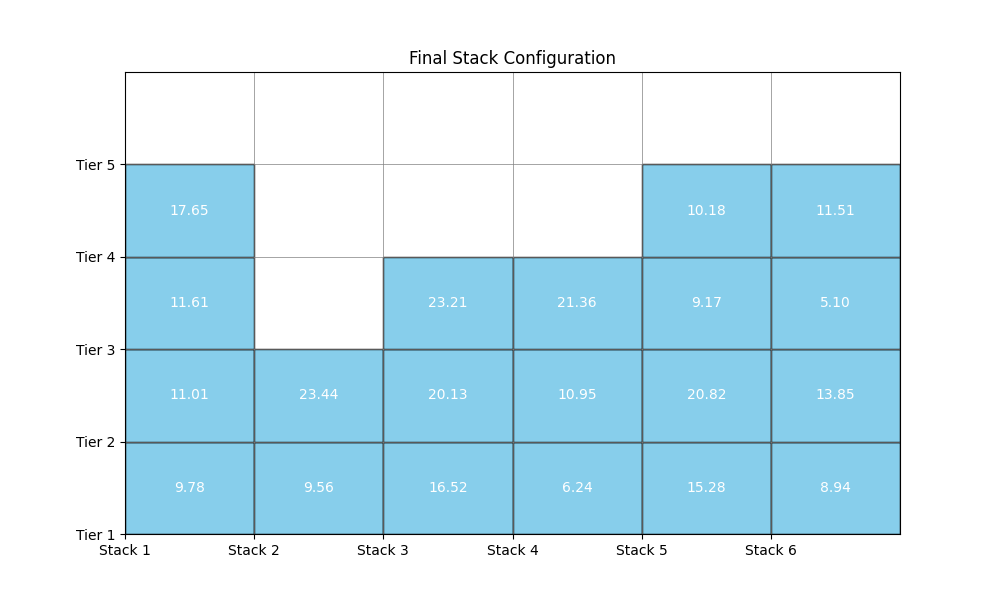 Final Stack Configuration
Tier 5
17.65 10.18 11.51
Tier 4
11.61 23.21 21.36 9.17 5.10
Tier 3
11.01 23.44 20.13 10.95 20.82 13.85
Tier 2
9.78 9.56 16.52 6.24 15.28 8.94
Tier 1
Stack 1 Stack 2 Stack 3 Stack 4 Stack 5 Stack 6